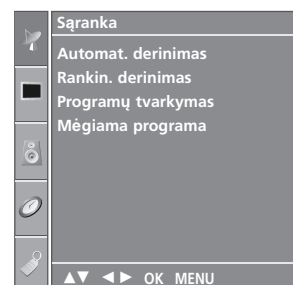 Sąranka
Automat. derinimas
Rankin. derinimas
Programų tvarkymas
Mėgiama programa
▲▼ ◄► OK MENU